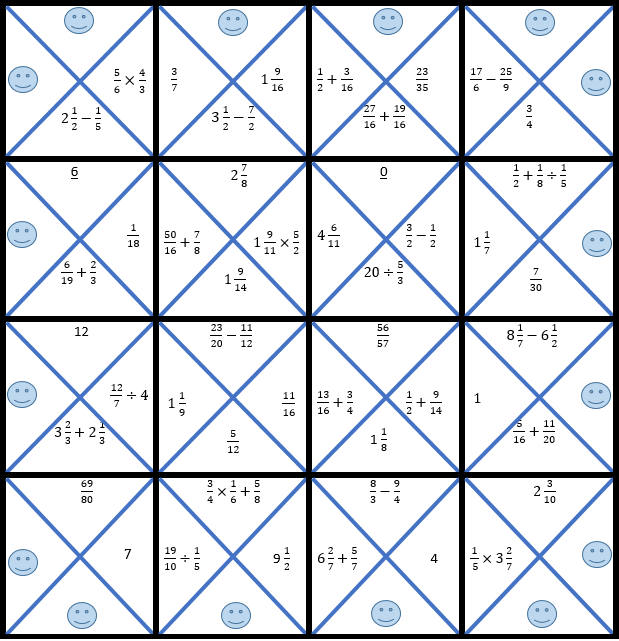 5/6 × 4/3
2 1/2 − 1/5
3/7
1 9/16
3 1/2 − 7/2
1/2 + 3/16
23/35
27/16 + 19/16
17/6 − 25/9
3/4
6
1/18
6/19 + 2/3
2 7/8
50/16 + 7/8
1 9/11 × 5/2
1 9/14
0
4 6/11
3/2 − 1/2
20 ÷ 5/3
1/2 + 1/8 ÷ 1/5
1 1/7
7/30
12
12/7 ÷ 4
3 2/3 + 2 1/3
23/20 − 11/12
1 1/9
11/16
5/12
56/57
13/16 + 3/4
1/2 + 9/14
1 1/8
8 1/7 − 6 1/2
1
5/16 + 11/20
69/80
7
3/4 × 1/6 + 5/8
19/10 ÷ 1/5
9 1/2
8/3 − 9/4
6 2/7 + 5/7
4
2 3/10
1/5 × 3 2/7